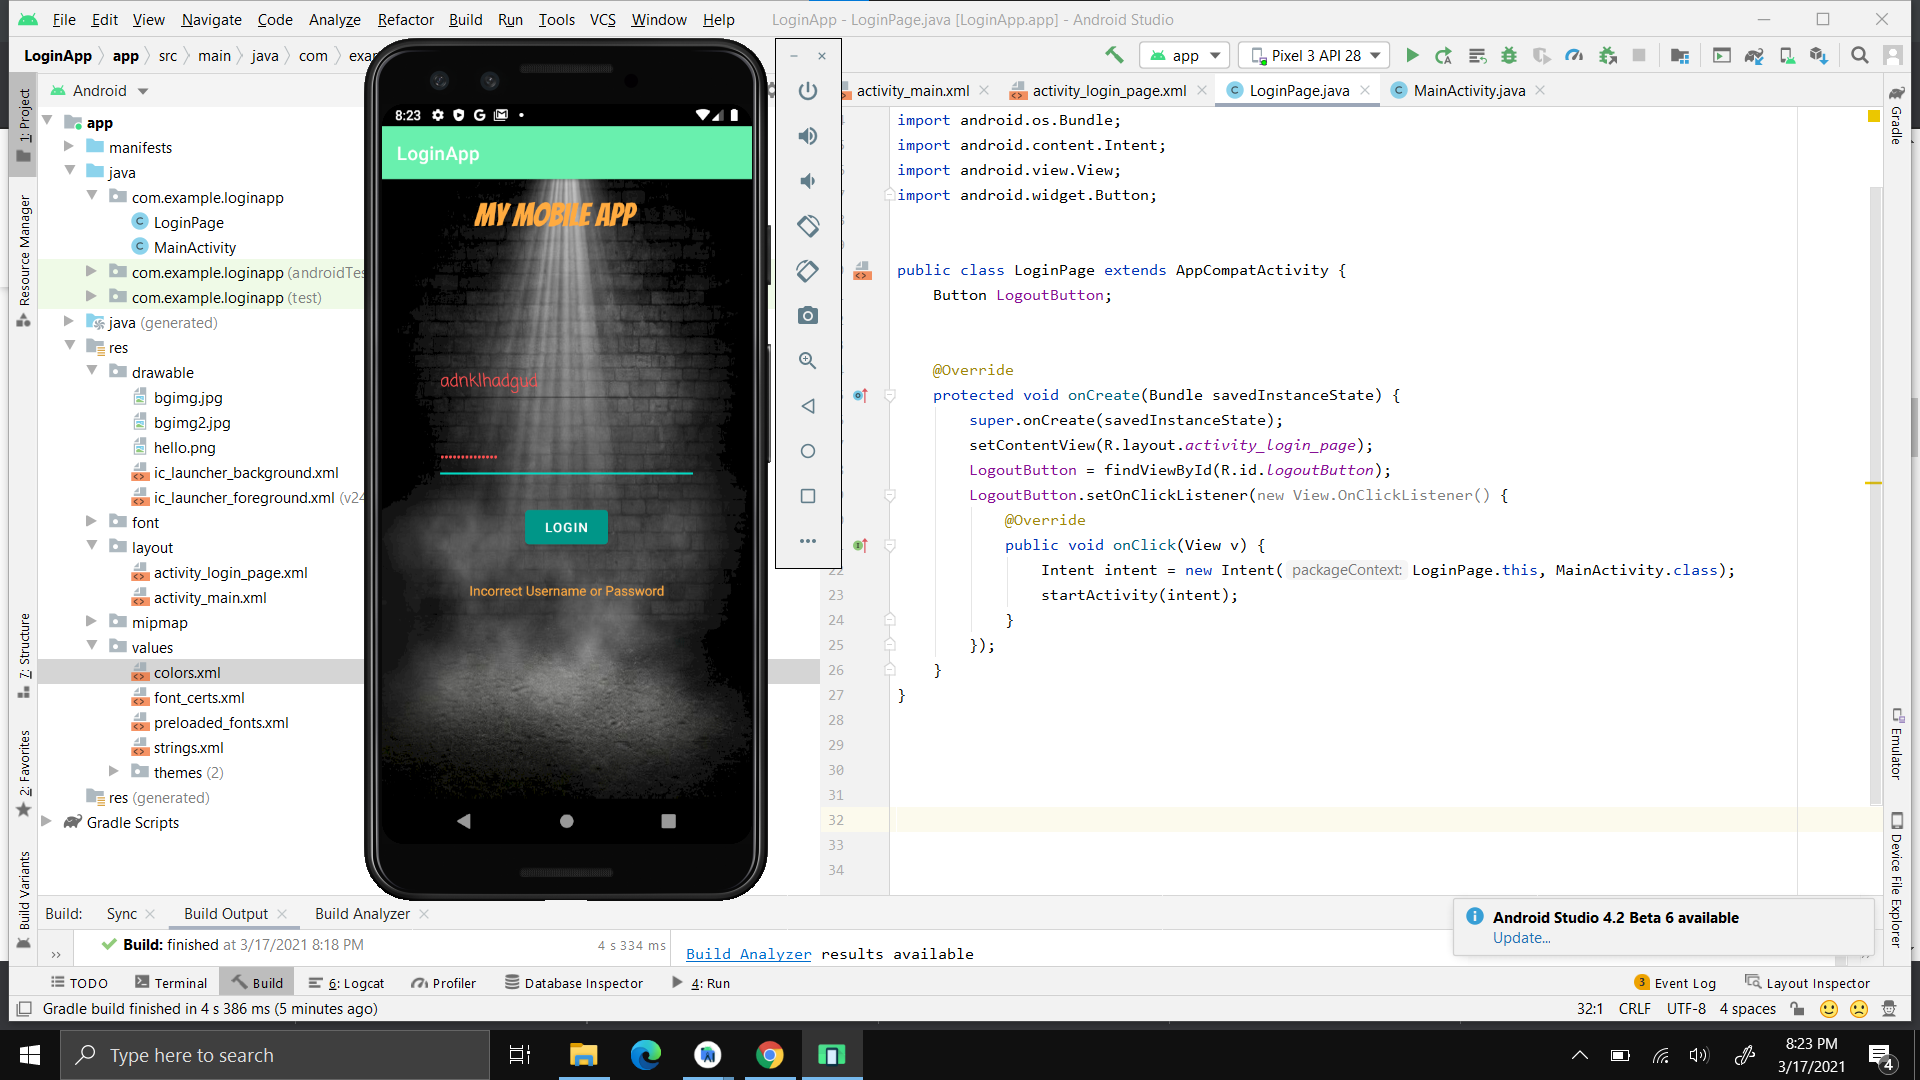 File Edit View Navigate Code Analyze Refactor Build Run Tools VCS Window Help LoginApp - LoginPage.java [LoginApp.app] - Android Studio
LoginApp app src main java com
app Pixel 3 API 28
Android
activity_main.xml activity_login_page.xml LoginPage.java MainActivity.java
1: Project
Resource Manager
7: Structure
2: Favorites
Build Variants
app
manifests
java
com.example.loginapp
LoginPage
MainActivity
com.example.loginapp (androidTes
com.example.loginapp (test)
java (generated)
res
drawable
bgimg.jpg
bgimg2.jpg
hello.png
ic_launcher_background.xml
ic_launcher_foreground.xml (v24
font
layout
activity_login_page.xml
activity_main.xml
mipmap
values
colors.xml
font_certs.xml
preloaded_fonts.xml
strings.xml
themes (2)
res (generated)
Gradle Scripts
8:23
LoginApp
MY MOBILE APP
adnklhadgud
LOGIN
Incorrect Username or Password
import android.os.Bundle;
import android.content.Intent;
import android.view.View;
import android.widget.Button;
public class LoginPage extends AppCompatActivity {
Button LogoutButton;
@Override
protected void onCreate(Bundle savedInstanceState) {
super.onCreate(savedInstanceState);
setContentView(R.layout.activity_login_page);
LogoutButton = findViewById(R.id.logoutButton);
LogoutButton.setOnClickListener(new View.OnClickListener() {
@Override
public void onClick(View v) {
22 Intent intent = new Intent( packageContext: LoginPage.this, MainActivity.class);
23 startActivity(intent);
24 }
25 });
26 }
27 }
28
29
30
31
32
33
34
Gradle
Emulator
Device File Explorer
Build: Sync Build Output Build Analyzer
Build: finished at 3/17/2021 8:18 PM 4 s 334 ms
Build Analyzer results available
Android Studio 4.2 Beta 6 available
Update...
TODO Terminal Build 6: Logcat Profiler Database Inspector 4: Run 3 Event Log Layout Inspector
Gradle build finished in 4 s 386 ms (5 minutes ago) 32:1 CRLF UTF-8 4 spaces
Type here to search
8:23 PM
3/17/2021
4